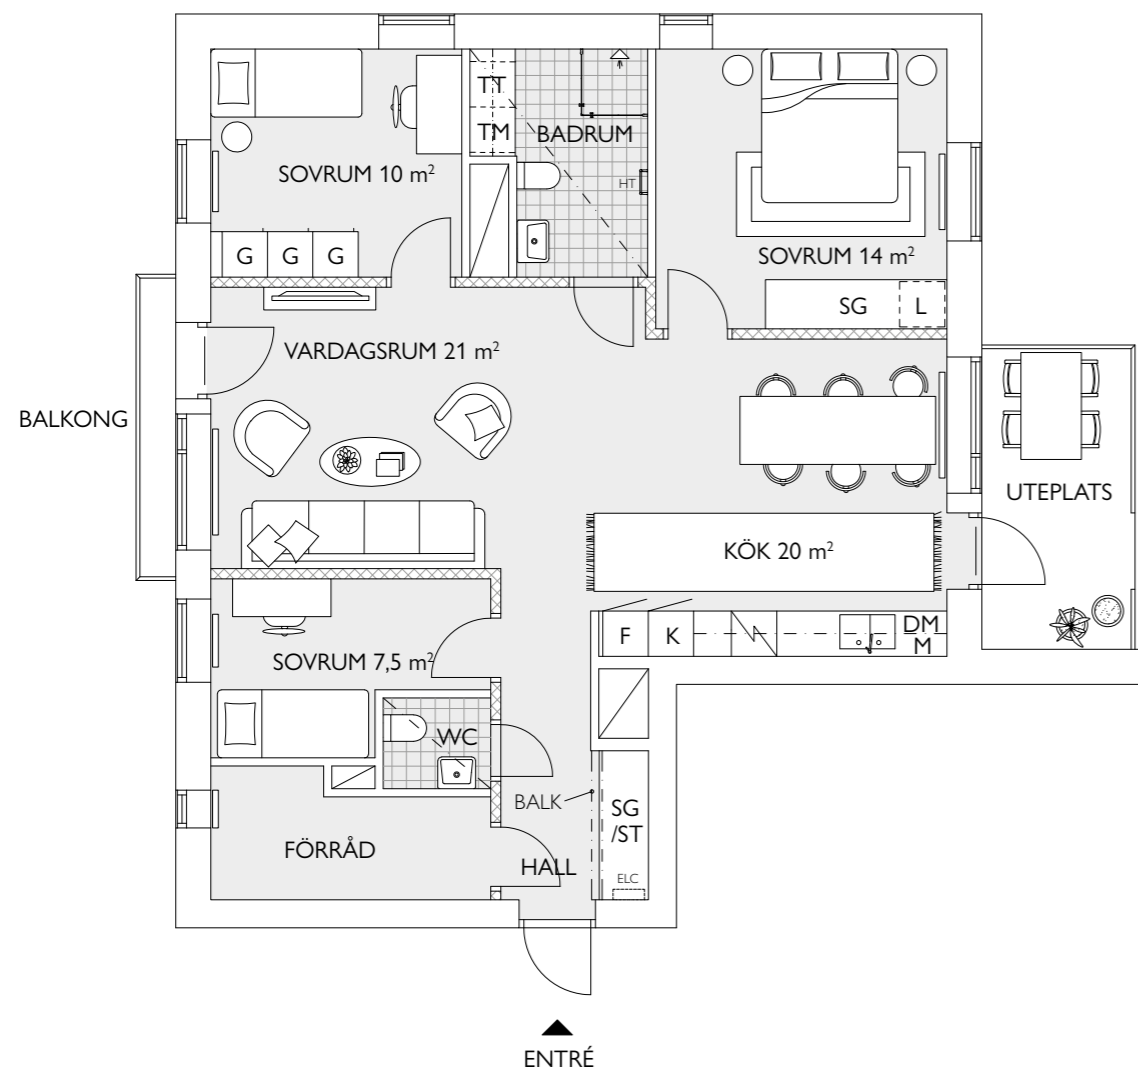 TT
TM
BADRUM
HT
SOVRUM 10 m²
G G G
SOVRUM 14 m²
SG L
VARDAGSRUM 21 m²
BALKONG
UTEPLATS
KÖK 20 m²
F K
DM
M
SOVRUM 7,5 m²
WC
BALK
SG
/ST
FÖRRÅD
HALL
ELC
ENTRÉ